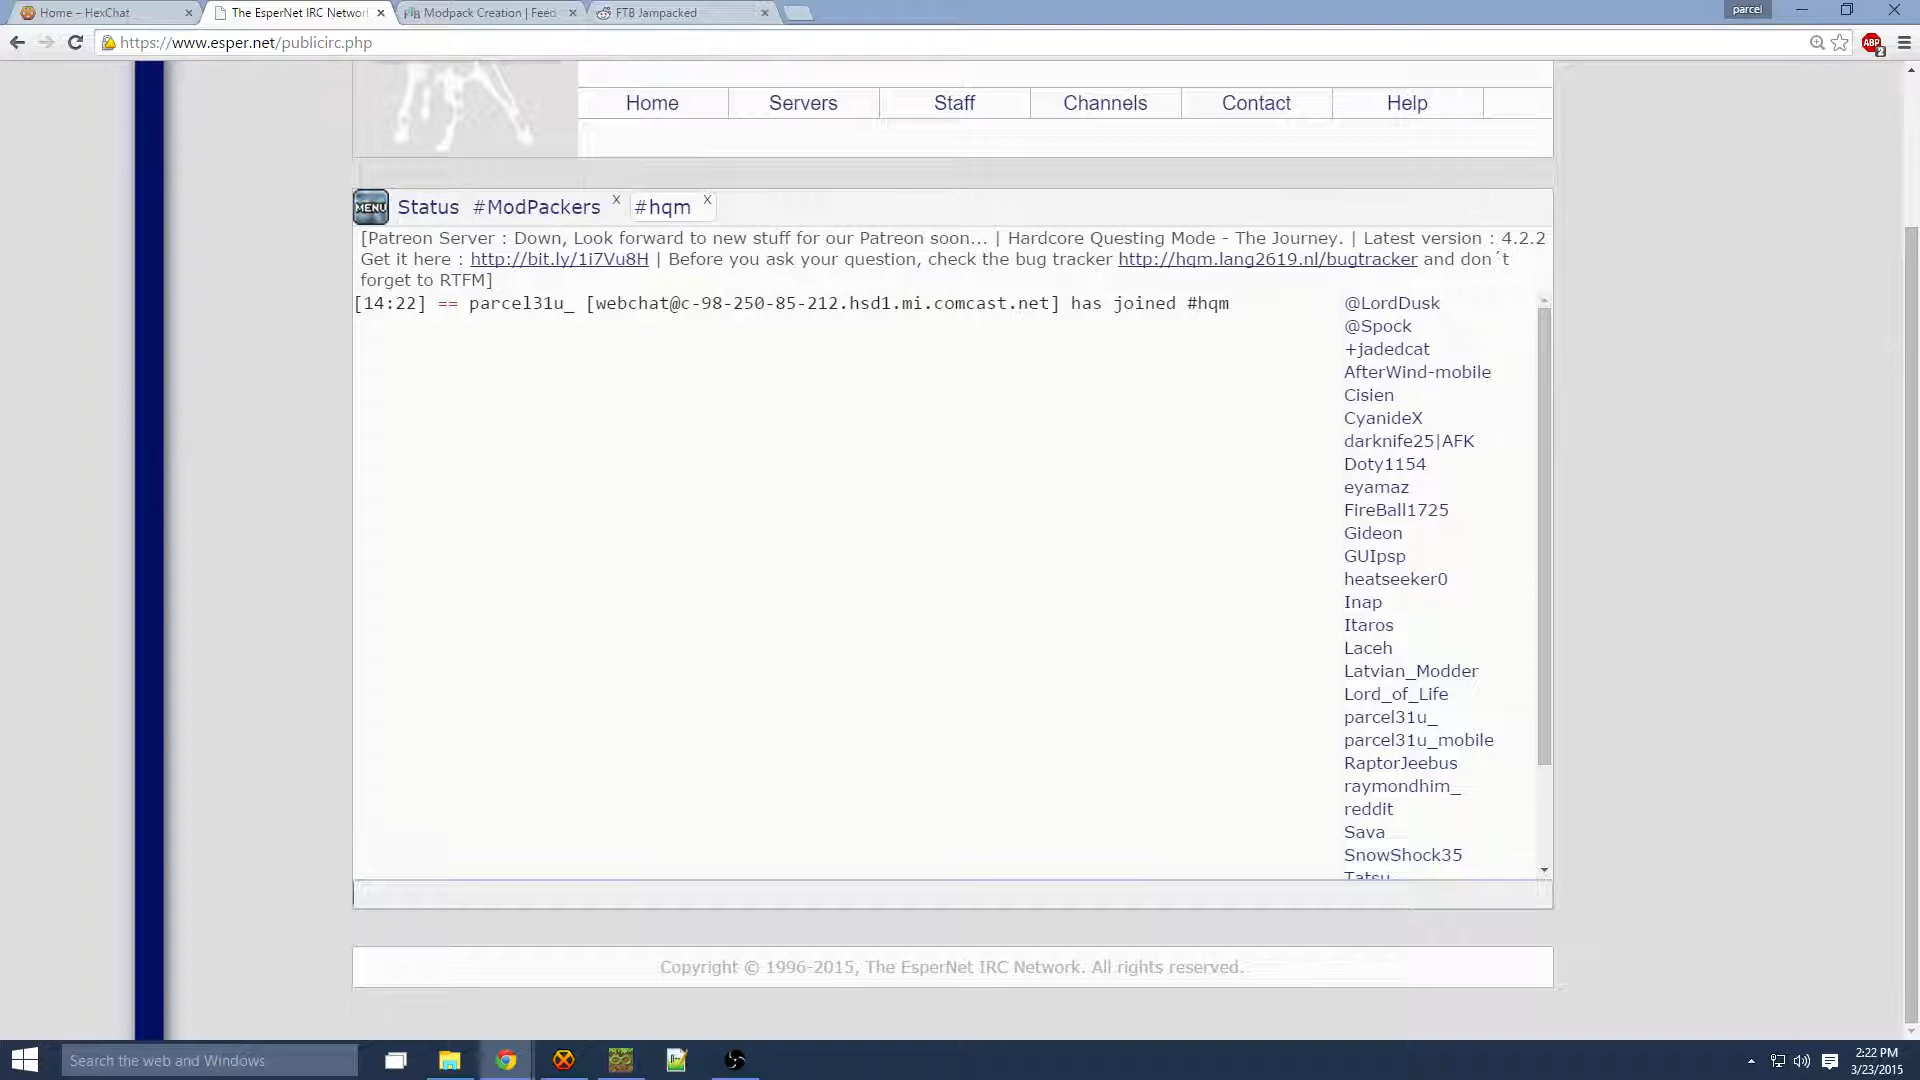 Home – HexChat
The EsperNet IRC Networ
Modpack Creation | Feed
FTB Jampacked
parcel
https://www.esper.net/publicirc.php
ABP
2
Home
Servers
Staff
Channels
Contact
Help
MENU
Status
#ModPackers
X
#hqm
X
[Patreon Server : Down, Look forward to new stuff for our Patreon soon... | Hardcore Questing Mode - The Journey. | Latest version : 4.2.2
Get it here : http://bit.ly/1i7Vu8H | Before you ask your question, check the bug tracker http://hqm.lang2619.nl/bugtracker and don´t
forget to RTFM]
[14:22] == parcel31u_ [webchat@c-98-250-85-212.hsd1.mi.comcast.net] has joined #hqm
@LordDusk
@Spock
+jadedcat
AfterWind-mobile
Cisien
CyanideX
darknife25|AFK
Doty1154
eyamaz
FireBall1725
Gideon
GUIpsp
heatseeker0
Inap
Itaros
Laceh
Latvian_Modder
Lord_of_Life
parcel31u_
parcel31u_mobile
RaptorJeebus
raymondhim_
reddit
Sava
SnowShock35
Tatsu
Copyright © 1996-2015, The EsperNet IRC Network. All rights reserved.
Search the web and Windows
2:22 PM
3/23/2015